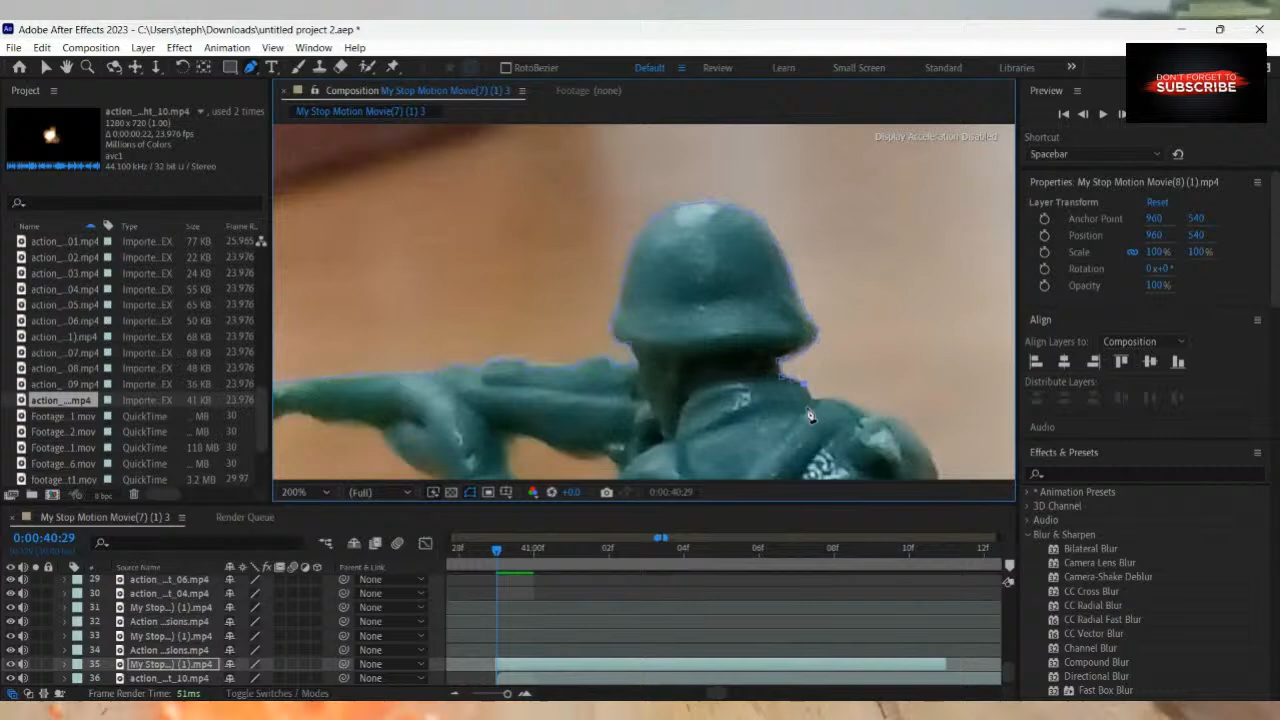 Adobe After Effects 2023 - C:\Users\steph\Downloads\untitled project 2.aep *
File Edit Composition Layer Effect Animation View Window Help
RotoBezier Default Review Learn Small Screen Standard Libraries
DON'T FORGET TO
SUBSCRIBE
Project
action_...ht_10.mp4 , used 2 times
1280 x 720 (1.00)
Δ 0:00:00:22, 23.976 fps
Millions of Colors
avc1
44.100 kHz / 32 bit U / Stereo
Name Type Size Frame R..
action_...01.mp4 Importe...EX 77 KB 25.965
action_...02.mp4 Importe...EX 22 KB 23.976
action_...03.mp4 Importe...EX 24 KB 23.976
action_...04.mp4 Importe...EX 55 KB 23.976
action_...05.mp4 Importe...EX 65 KB 23.976
action_...06.mp4 Importe...EX 50 KB 23.976
action_...1).mp4 Importe...EX 68 KB 23.976
action_...07.mp4 Importe...EX 68 KB 23.976
action_...08.mp4 Importe...EX 48 KB 23.976
action_...09.mp4 Importe...EX 36 KB 23.976
action_....mp4 Importe...EX 41 KB 23.976
Footage...1.mov QuickTime ... MB 30
Footage...2.mov QuickTime ... MB 30
Footage...1.mov QuickTime 110 MB 30
Footage...6.mov QuickTime ... MB 30
footage...t1.mov QuickTime 3.2 MB 29.97
8 bpc
Composition My Stop Motion Movie(7) (1) 3
Footage (none)
My Stop Motion Movie(7) (1) 3
Display Acceleration Disabled
200% (Full) +0.0 0:00:40:29
Preview
Shortcut
Spacebar
Properties: My Stop Motion Movie(8) (1).mp4
Layer Transform Reset
Anchor Point 960 540
Position 960 540
Scale 100% 100%
Rotation 0x+0°
Opacity 100%
Align
Align Layers to: Composition
Distribute Layers:
Audio
Effects & Presets
* Animation Presets
3D Channel
Audio
Blur & Sharpen
Bilateral Blur
Camera Lens Blur
Camera-Shake Deblur
CC Cross Blur
CC Radial Blur
CC Radial Fast Blur
CC Vector Blur
Channel Blur
Compound Blur
Directional Blur
Fast Box Blur
My Stop Motion Movie(7) (1) 3 Render Queue
0:00:40:29
28f 41:00f 02f 04f 06f 08f 10f 12f
# Source Name Parent & Link
29 action_...t_06.mp4 None
30 action_...t_04.mp4 None
31 My Stop...) (1).mp4 None
32 Action ...sions.mp4 None
33 My Stop...) (1).mp4 None
34 Action ...sions.mp4 None
35 My Stop...) (1).mp4 None
36 action_...t_10.mp4 None
Frame Render Time: 51ms Toggle Switches / Modes